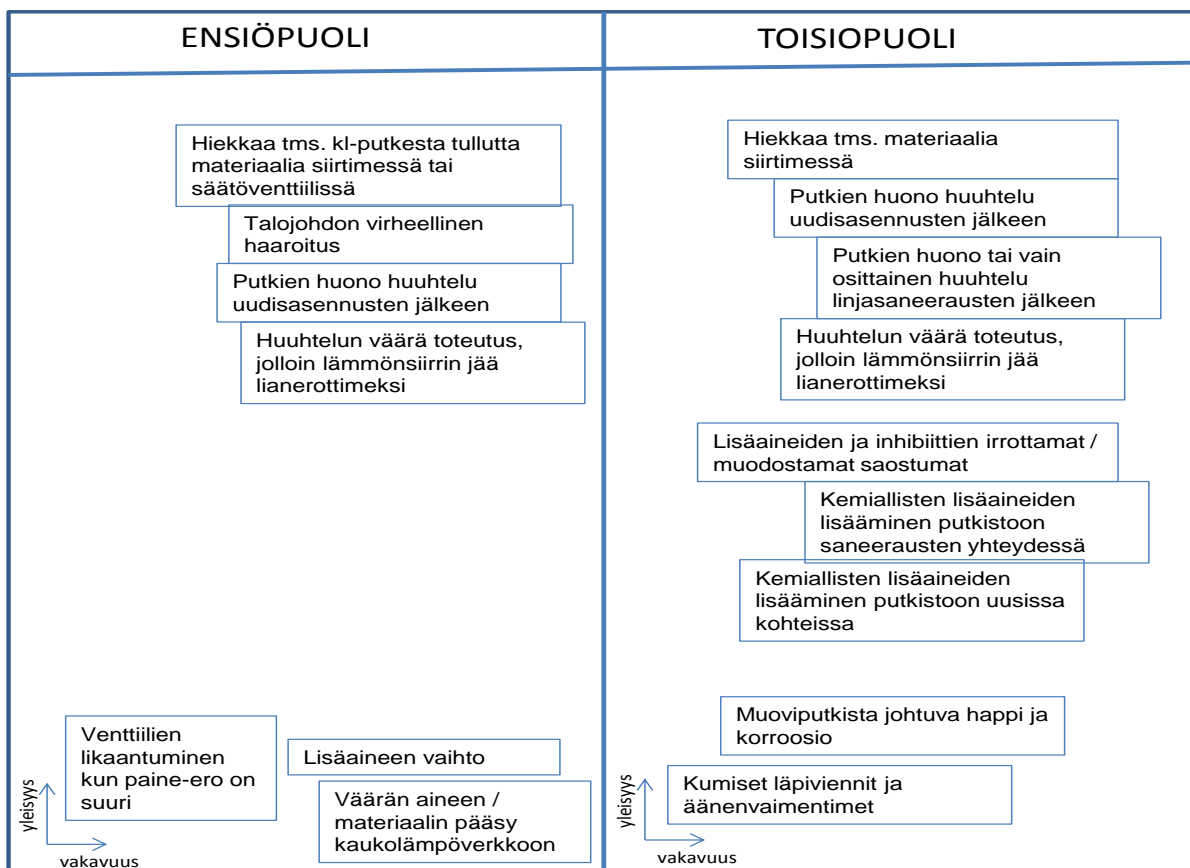 ENSIÖPUOLI
Hiekkaa tms. kl-putkesta tullutta
materiaalia siirtimessä tai
säätöventtiilissä
Talojohdon virheellinen
haaroitus
Putkien huono huuhtelu
uudisasennusten jälkeen
Huuhtelun väärä toteutus,
jolloin lämmönsiirrin jää
lianerottimeksi
Venttiilien
likaantuminen
kun paine-ero on
suuri
Lisäaineen vaihto
Väärän aineen /
materiaalin pääsy
kaukolämpöverkkoon
yleisyys
vakavuus
TOISIOPUOLI
Hiekkaa tms. materiaalia
siirtimessä
Putkien huono huuhtelu
uudisasennusten jälkeen
Putkien huono tai vain
osittainen huuhtelu
linjasaneerausten jälkeen
Huuhtelun väärä toteutus,
jolloin lämmönsiirrin jää
lianerottimeksi
Lisäaineiden ja inhibiittien irrottamat /
muodostamat saostumat
Kemiallisten lisäaineiden
lisääminen putkistoon
saneerausten yhteydessä
Kemiallisten lisäaineiden
lisääminen putkistoon uusissa
kohteissa
Muoviputkista johtuva happi ja
korroosio
Kumiset läpiviennit ja
äänenvaimentimet
yleisyys
vakavuus